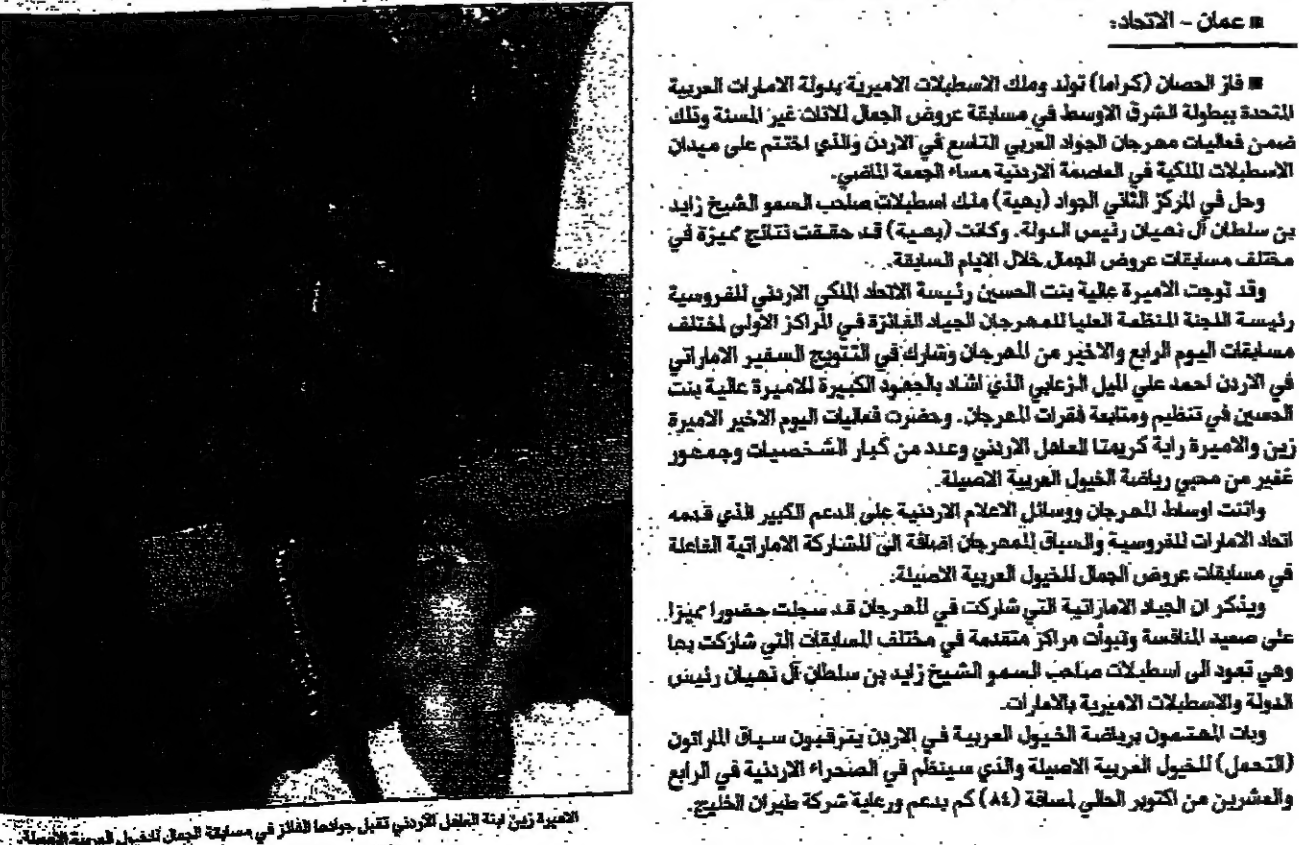 ■ عمان - الاتحاد:
■ فاز الحصان (كراما) تولد وملك الاسطبلات الاميرية بدولة الامارات العربية
المتحدة ببطولة الشرق الاوسط في مسابقة عروض الجمال للاناث غير المسنة وذلك
ضمن فعاليات مهرجان الجواد العربي التاسع في الاردن والذي اختتم على ميدان
الاسطبلات الملكية في العاصمة الاردنية مساء الجمعة الماضي.
وحل في المركز الثاني الجواد (بهية) ملك اسطبلات صاحب السمو الشيخ زايد
بن سلطان آل نهيان رئيس الدولة. وكانت (بهية) قد حققت نتائج مميزة في
مختلف مسابقات عروض الجمال خلال الايام السابقة.
وقد توجت الاميرة عالية بنت الحسين رئيسة الاتحاد الملكي الاردني للفروسية
رئيسة اللجنة المنظمة العليا للمهرجان الجياد الفائزة في المراكز الاولى لمختلف
مسابقات اليوم الرابع والاخير من المهرجان وشارك في التتويج السفير الاماراتي
في الاردن احمد علي الميل الزعابي الذي اشاد بالجهود الكبيرة للاميرة عالية بنت
الحسين في تنظيم ومتابعة فقرات المهرجان. وحضرت فعاليات اليوم الاخير الاميرة
زين والاميرة راية كريمتا العاهل الاردني وعدد من كبار الشخصيات وجمهور
غفير من محبي رياضة الخيول العربية الاصيلة.
واثنت اوساط المهرجان ووسائل الاعلام الاردنية على الدعم الكبير الذي قدمه
اتحاد الامارات للفروسية والسباق للمهرجان اضافة الى المشاركة الاماراتية الفاعلة
في مسابقات عروض الجمال للخيول العربية الاصيلة.
ويذكر ان الجياد الاماراتية التي شاركت في المهرجان قد سجلت حضورا مميزا
على صعيد المنافسة وتبوأت مراكز متقدمة في مختلف المسابقات التي شاركت بها
وهي تعود الى اسطبلات صاحب السمو الشيخ زايد بن سلطان آل نهيان رئيس
الدولة والاسطبلات الاميرية بالامارات.
وبات المهتمون برياضة الخيول العربية في الاردن يترقبون سباق الماراتون
(التحمل) للخيول العربية الاصيلة والذي سينظم في الصحراء الاردنية في الرابع
والعشرين من اكتوبر الحالي لمسافة (٨٤) كم بدعم ورعاية شركة طيران الخليج.
الاميرة زين ابنة العاهل الاردني تقبل جوادها الفائز في مسابقة الجمال للخيول العربية الاصيلة.